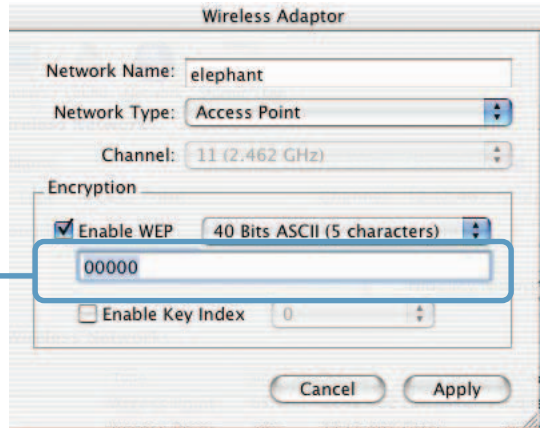 Wireless Adaptor
Network Name: elephant
Network Type: Access Point
Channel: 11 (2.462 GHz)
Encryption
Enable WEP 40 Bits ASCII (5 characters)
00000
Enable Key Index 0
Cancel Apply